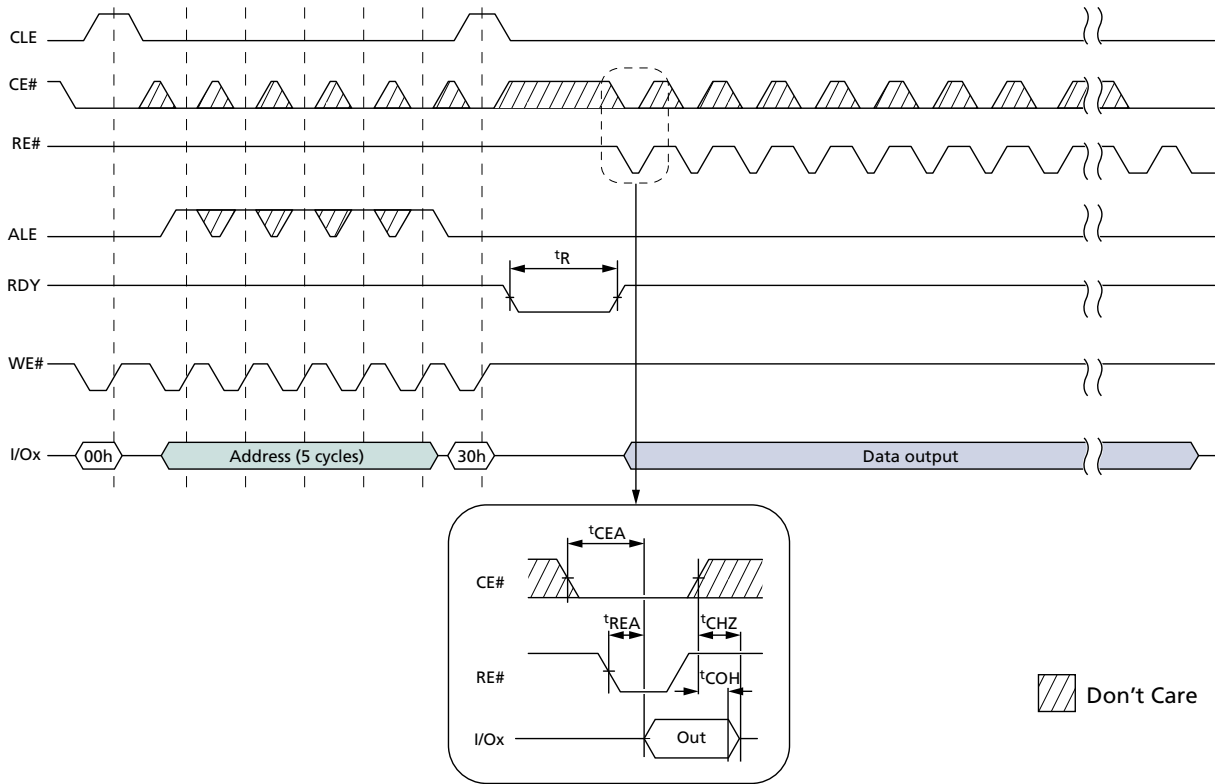 CLE
CE#
RE#
ALE
tR
RDY
WE#
I/Ox
00h
Address (5 cycles)
30h
Data output
tCEA
CE#
tREA
tCHZ
RE#
tCOH
I/Ox
Out
Don't Care